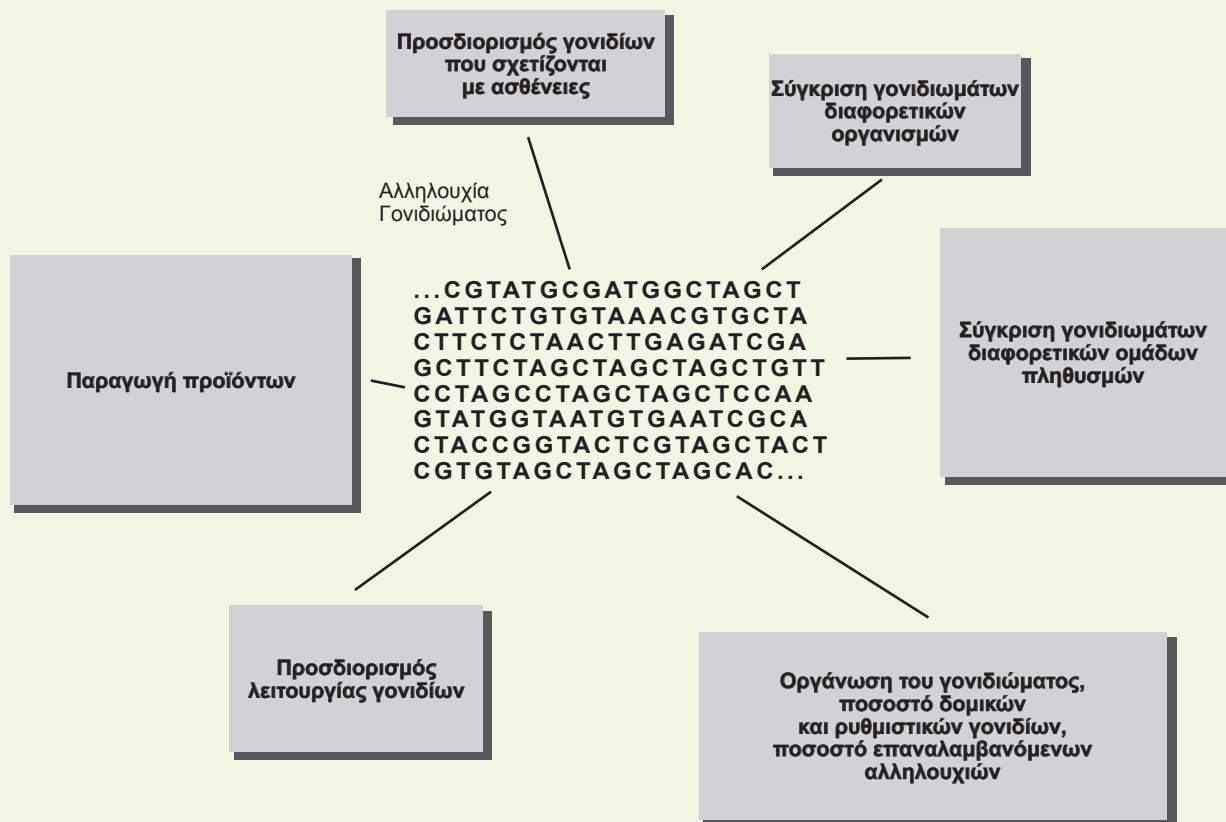 Προσδιορισμός γονιδίων
που σχετίζονται
με ασθένειες
Σύγκριση γονιδιωμάτων
διαφορετικών
οργανισμών
Αλληλουχία
Γονιδιώματος
...CGTATGCGATGGCTAGCT
GATTCTGTGTAAACGTGCTA
CTTCTCTAACTTGAGATCGA
GCTTCTAGCTAGCTAGCTGTT
CCTAGCCTAGCTAGCTCCAA
GTATGGTAATGTGAATCGCA
CTACCGGTACTCGTAGCTACT
CGTGTAGCTAGCTAGCAC...
Παραγωγή προϊόντων
Σύγκριση γονιδιωμάτων
διαφορετικών ομάδων
πληθυσμών
Προσδιορισμός
λειτουργίας γονιδίων
Οργάνωση του γονιδιώματος,
ποσοστό δομικών
και ρυθμιστικών γονιδίων,
ποσοστό επαναλαμβανόμενων
αλληλουχιών